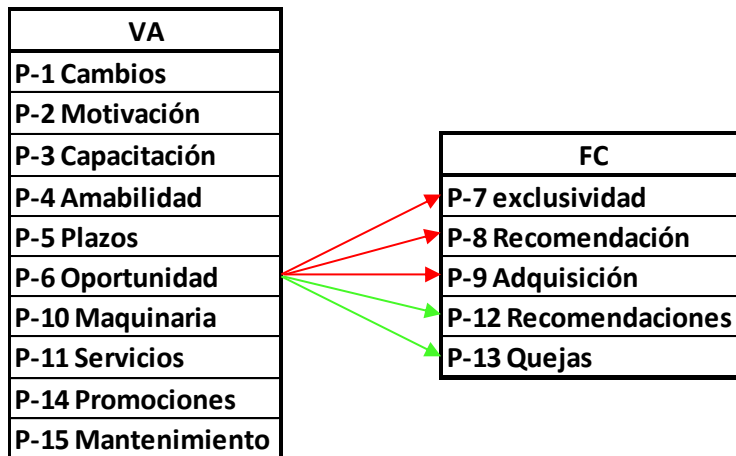 VA
P-1 Cambios
P-2 Motivación
P-3 Capacitación
P-4 Amabilidad
P-5 Plazos
P-6 Oportunidad
P-10 Maquinaria
P-11 Servicios
P-14 Promociones
P-15 Mantenimiento
FC
P-7 exclusividad
P-8 Recomendación
P-9 Adquisición
P-12 Recomendaciones
P-13 Quejas